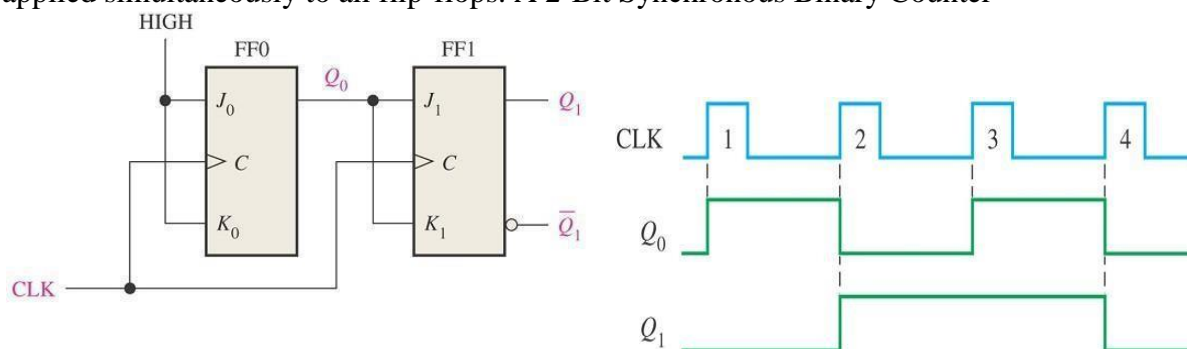 applied simultaneously to all flip-flops. A 2-Bit Synchronous Binary Counter
HIGH
FF0
FF1
Q0
J0
J1
Q1
C
C
K0
K1
Q̅1
CLK
CLK
1
2
3
4
Q0
Q1